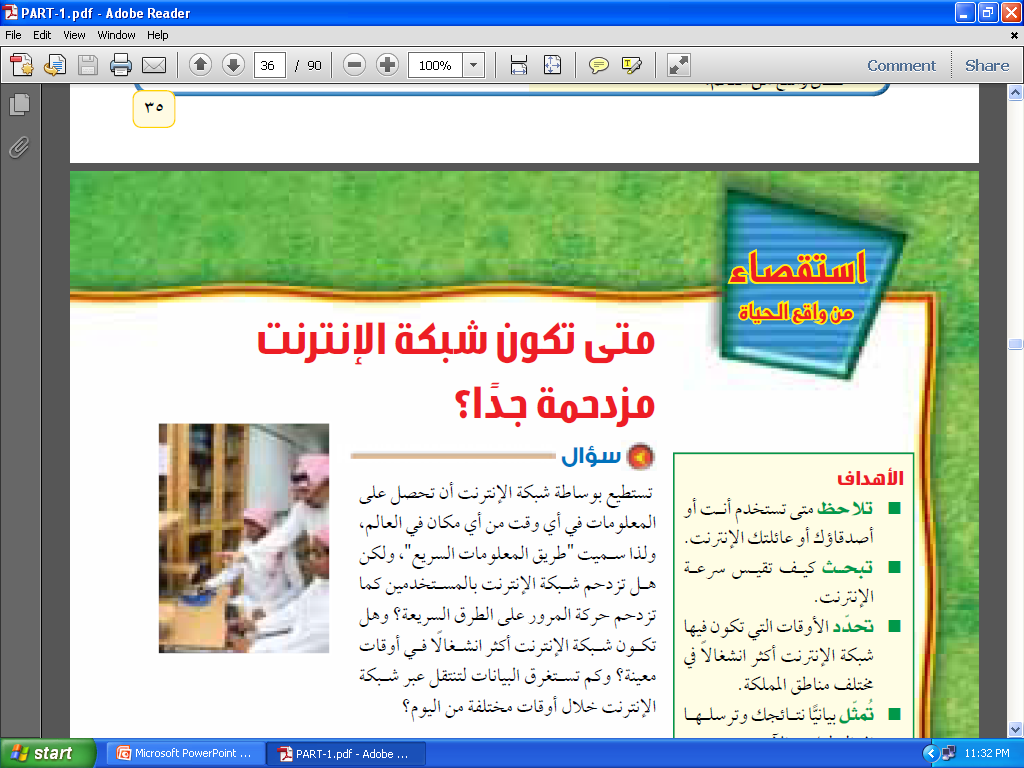 PART-1.pdf - Adobe Reader
File Edit View Window Help
36 / 90 100% Comment Share
٣٥
استقصاء
من واقع الحياة
متى تكون شبكة الإنترنت
مزدحمة جدًا؟
سؤال
تستطيع بوساطة شبكة الإنترنت أن تحصل على
المعلومات في أي وقت من أي مكان في العالم،
ولذا سميت "طريق المعلومات السريع"، ولكن
هل تزدحم شبكة الإنترنت بالمستخدمين كما
تزدحم حركة المرور على الطرق السريعة؟ وهل
تكون شبكة الإنترنت أكثر انشغالًا في أوقات
معينة؟ وكم تستغرق البيانات لتنتقل عبر شبكة
الإنترنت خلال أوقات مختلفة من اليوم؟
الأهداف
■ تلاحظ متى تستخدم أنت أو
أصدقاؤك أو عائلتك الإنترنت.
■ تبحث كيف تقيس سرعة
الإنترنت.
■ تحدّد الأوقات التي تكون فيها
شبكة الإنترنت أكثر انشغالاً في
مختلف مناطق المملكة.
■ تُمثّل بيانيًّا نتائجك وترسلها
start Microsoft PowerPoint ... PART-1.pdf - Adobe ... 11:32 PM